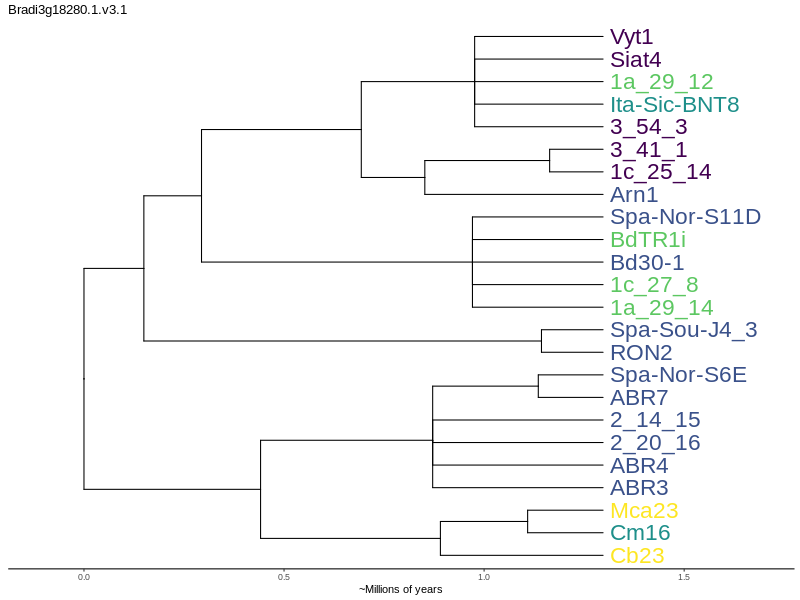 Bradi3g18280.1.v3.1
Vyt1
Siat4
1a_29_12
Ita-Sic-BNT8
3_54_3
3_41_1
1c_25_14
Arn1
Spa-Nor-S11D
BdTR1i
Bd30-1
1c_27_8
1a_29_14
Spa-Sou-J4_3
RON2
Spa-Nor-S6E
ABR7
2_14_15
2_20_16
ABR4
ABR3
Mca23
Cm16
Cb23
0.0 0.5 1.0 1.5
~Millions of years